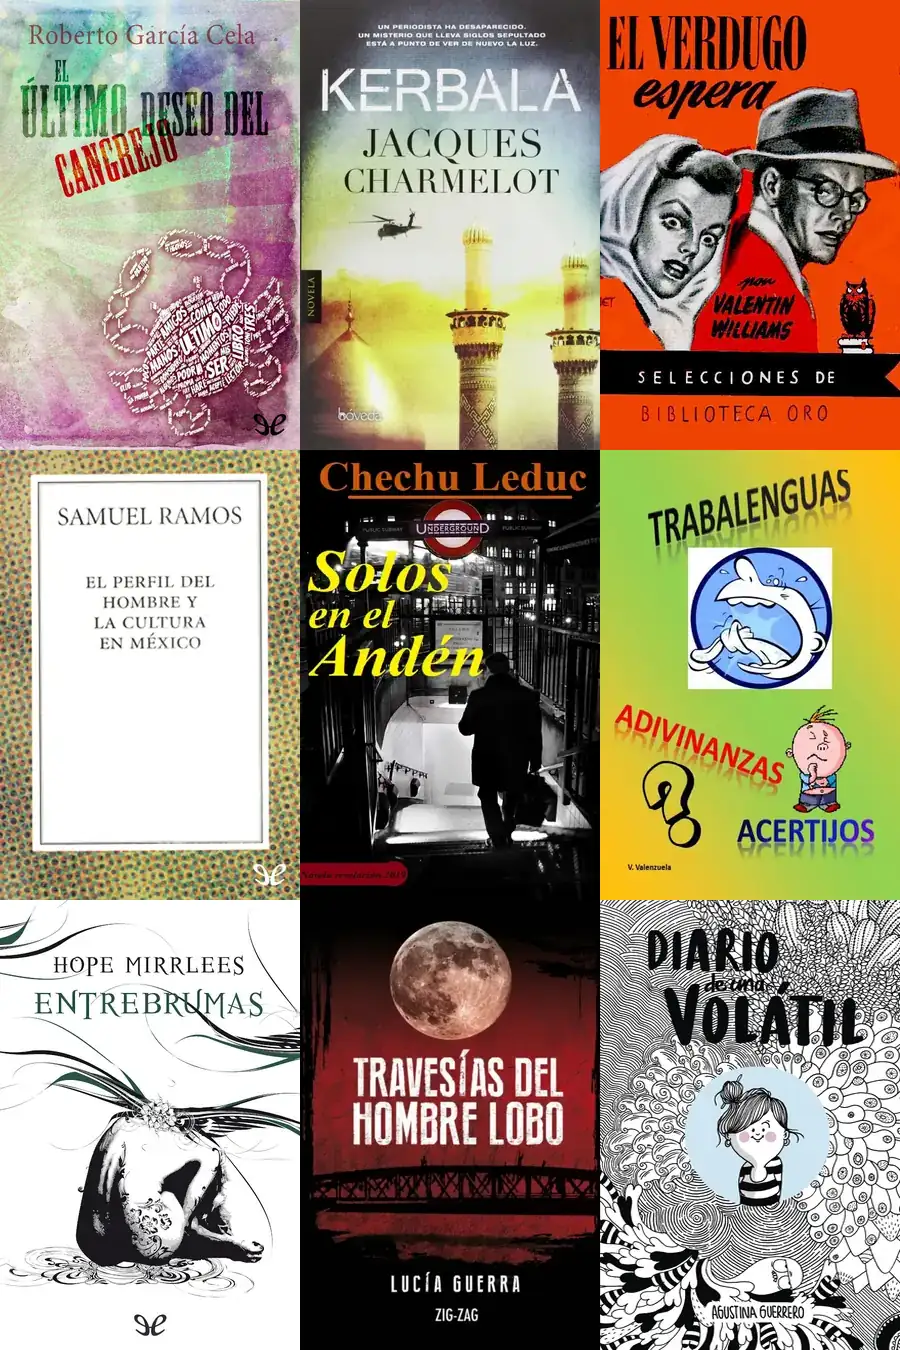 Roberto García Cela
EL
ÚLTIMO DESEO DEL
CANGREJO
UN PERIODISTA HA DESAPARECIDO.
UN MISTERIO QUE LLEVA SIGLOS SEPULTADO
ESTÁ A PUNTO DE VER DE NUEVO LA LUZ.
KERBALA
JACQUES
CHARMELOT
NOVELA
bóveda
EL VERDUGO
espera
por
VALENTIN
WILLIAMS
SELECCIONES DE
BIBLIOTECA ORO
SAMUEL RAMOS
EL PERFIL DEL
HOMBRE Y
LA CULTURA
EN MÉXICO
Chechu Leduc
PUBLIC SUBWAY
UNDERGROUND
PUBLIC SUBWAY
Solos
en el
Andén
TRABALENGUAS
ADIVINANZAS
ACERTIJOS
V. Valenzuela
HOPE MIRRLEES
ENTREBRUMAS
TRAVESÍAS DEL
HOMBRE LOBO
LUCÍA GUERRA
ZIG-ZAG
DIARIO
de una
VOLÁTIL
AGUSTINA GUERRERO